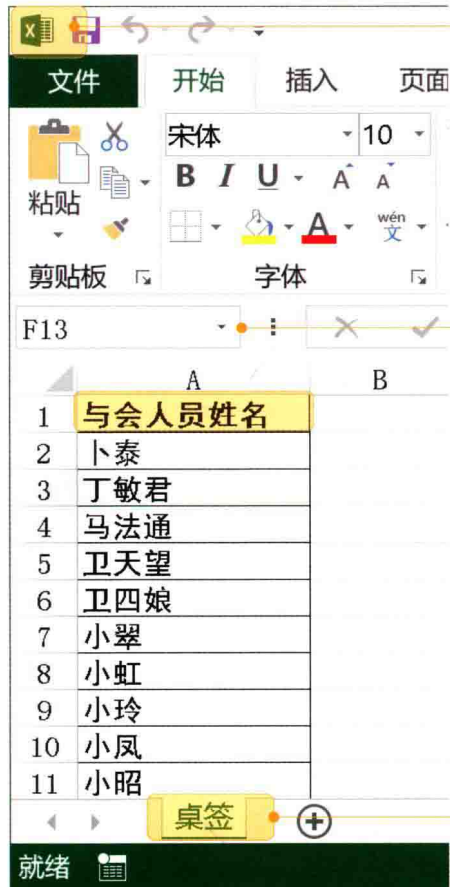 文件 开始 插入 页面
宋体 10
B I U A A
粘贴 A wén 文
剪贴板 字体
F13
A B
1 与会人员姓名
2 卜泰
3 丁敏君
4 马法通
5 卫天望
6 卫四娘
7 小翠
8 小虹
9 小玲
10 小凤
11 小昭
桌签
就绪